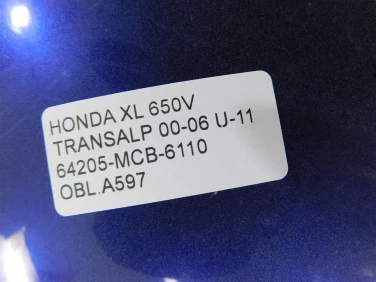 HONDA XL 650V
TRANSALP 00-06 U-11
64205-MCB-6110
OBL.A597